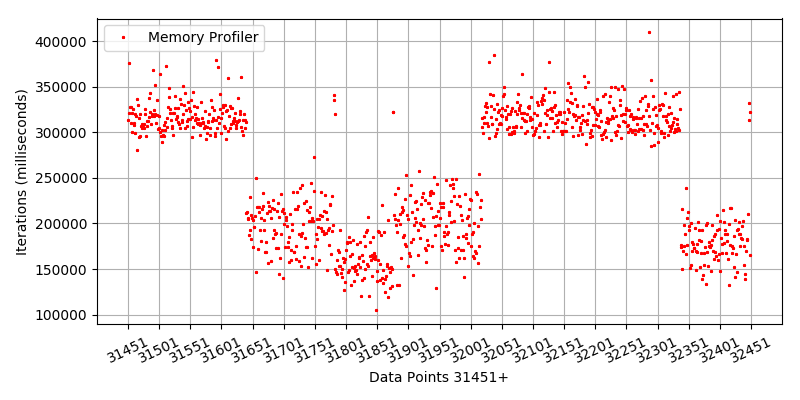 Memory Profiler
400000
350000
300000
250000
200000
150000
100000
Iterations (milliseconds)
31451 31501 31551 31601 31651 31701 31751 31801 31851 31901 31951 32001 32051 32101 32151 32201 32251 32301 32351 32401 32451
Data Points 31451+